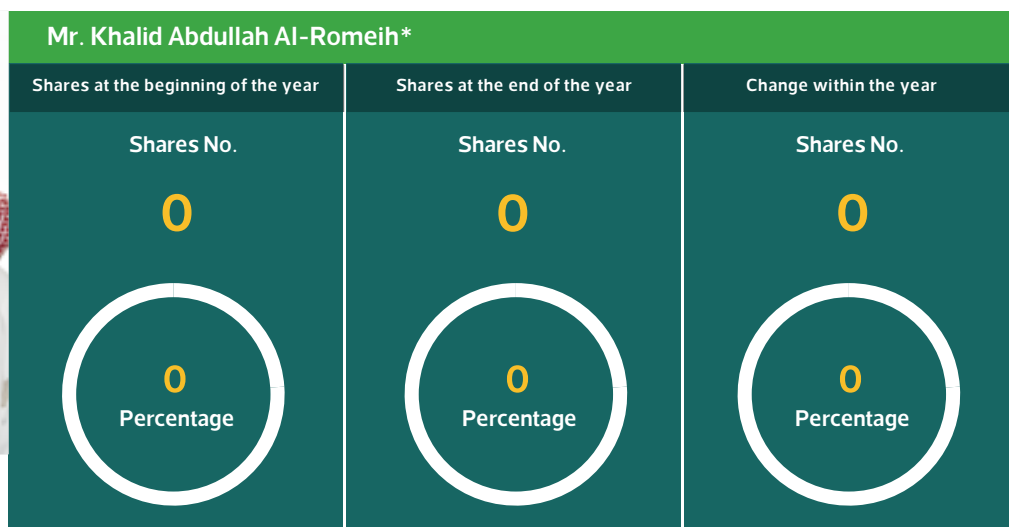 Mr. Khalid Abdullah Al-Romeih*
Shares at the beginning of the year
Shares No.
0
0
Percentage
Shares at the end of the year
Shares No.
0
0
Percentage
Change within the year
Shares No.
0
0
Percentage